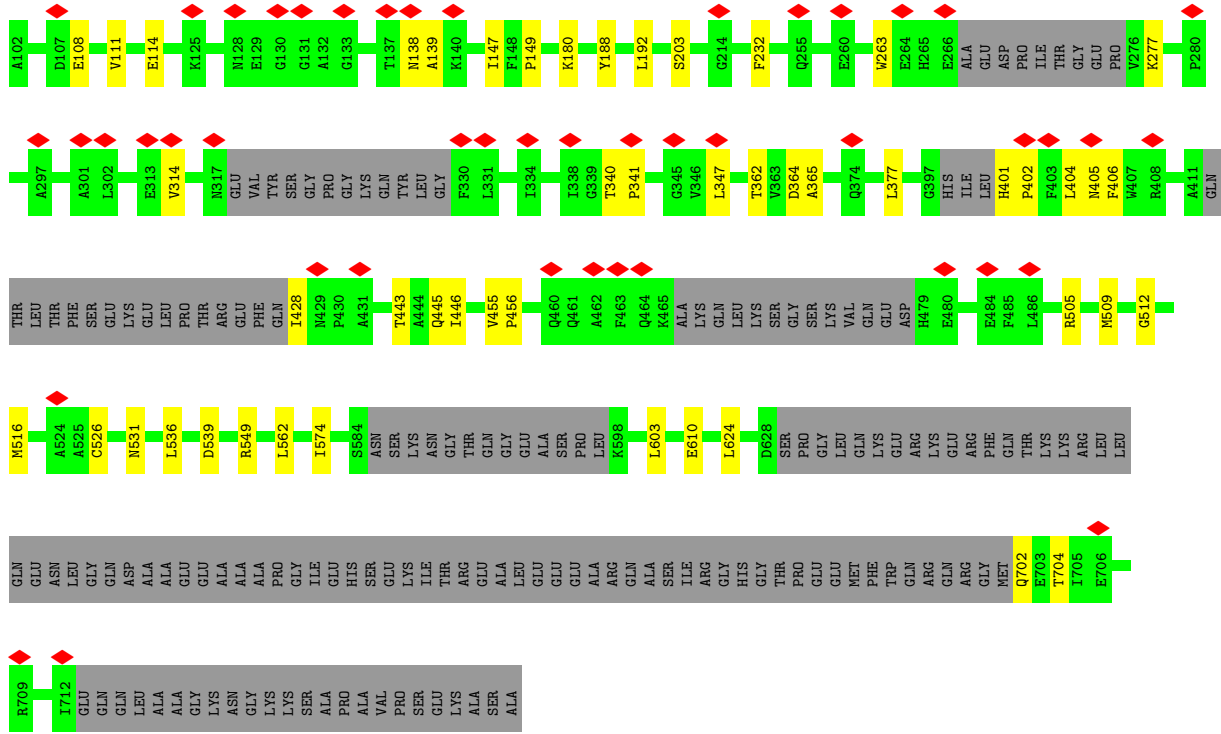 A102 D107 E108 V111 E114 K125 N128 E129 G130 G131 A132 G133 T137 N138 A139 K140 I147 F148 P149 K180 Y188 L192 S203 G214 F232 Q255 E260 W263 E264 H265 E266 ALA GLU ASP PRO ILE THR GLY GLU PRO V276 K277 P280
A297 A301 L302 E313 V314 N317 GLU VAL TYR SER GLY PRO GLY LYS GLN TYR LEU GLY F330 L331 I334 I338 G339 T340 P341 G345 V346 L347 T362 V363 D364 A365 Q374 L377 G397 HIS ILE LEU H401 P402 F403 L404 N405 F406 W407 R408 A411 GLN
THR LEU THR PHE SER GLU LYS GLU LEU PRO THR ARG GLU PHE GLN I428 N429 P430 A431 T443 A444 Q445 I446 V455 P456 Q460 Q461 A462 F463 Q464 K465 ALA LYS GLN LEU LYS SER GLY SER LYS VAL GLN GLU ASP H479 E480 E484 F485 L486 R505 M509 G512
M516 A524 A525 C526 N531 L536 D539 R549 L562 I574 S584 ASN SER LYS ASN GLY THR GLN GLY GLU ALA SER PRO LEU K598 L603 E610 L624 D628 SER PRO GLY LEU GLN LYS GLU ARG LYS GLU ARG PHE GLN THR LYS LYS ARG LEU LEU
GLN GLU ASN LEU GLY GLN ASP ALA ALA GLU GLU ALA ALA ALA PRO GLY ILE GLU HIS SER GLU LYS ILE THR ARG GLU ALA LEU GLU GLU GLU ALA ARG GLN ALA SER ILE ARG GLY HIS GLY THR PRO GLU GLU MET PHE TRP GLN ARG GLN ARG GLY MET Q702 E703 T704 I705 E706
R709 I712 GLU GLN GLN LEU ALA ALA GLY LYS ASN GLY LYS LYS SER ALA PRO ALA VAL PRO SER GLU LYS ALA SER ALA